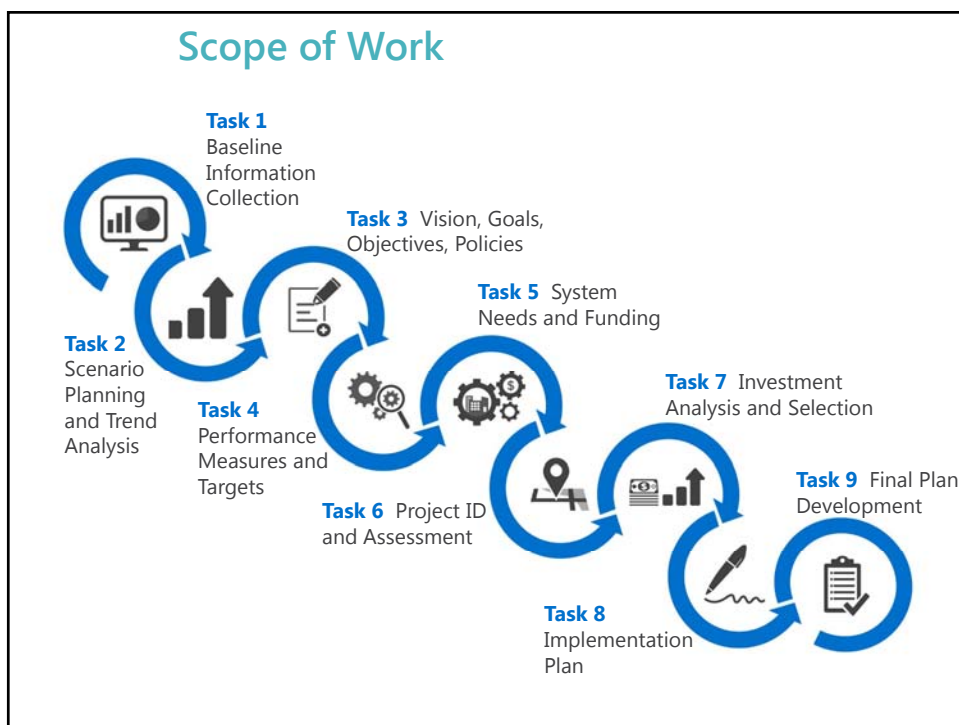 Scope of Work
Task 1
Baseline
Information
Collection
Task 2
Scenario
Planning
and Trend
Analysis
Task 3 Vision, Goals,
Objectives, Policies
Task 4
Performance
Measures and
Targets
Task 5 System
Needs and Funding
Task 6 Project ID
and Assessment
Task 7 Investment
Analysis and Selection
Task 8
Implementation
Plan
Task 9 Final Plan
Development